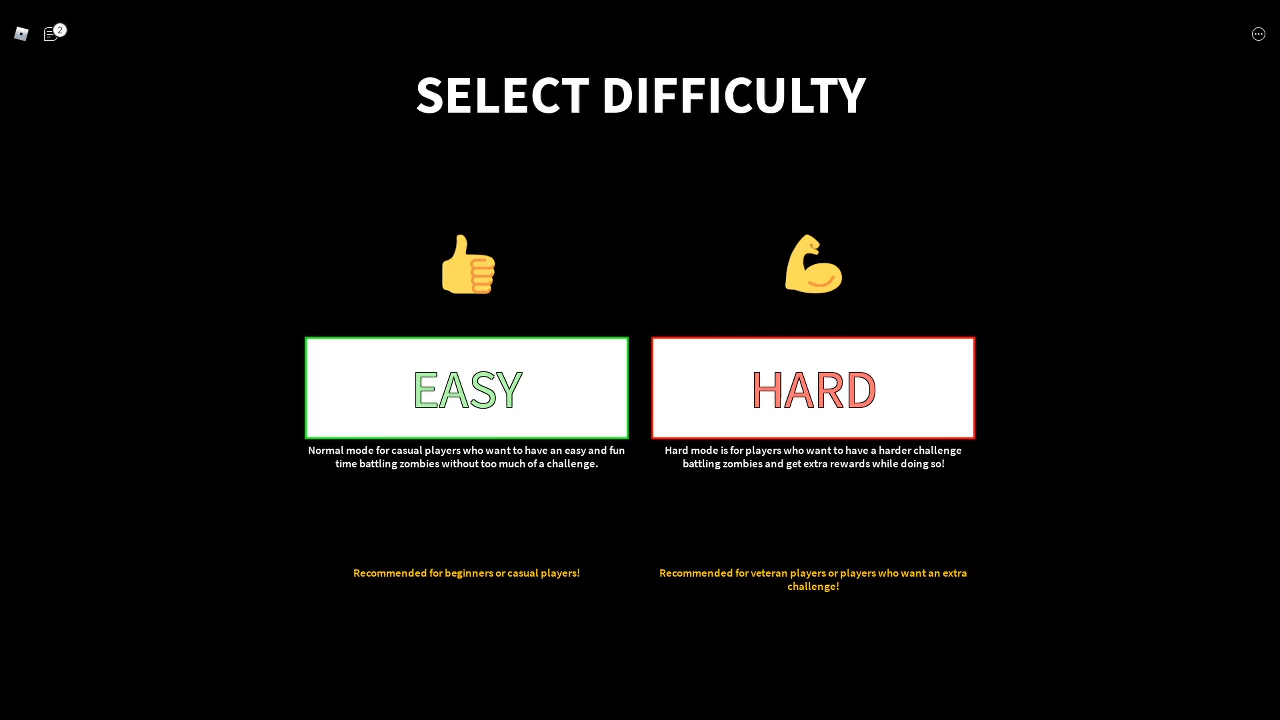 2
SELECT DIFFICULTY
EASY
HARD
Normal mode for casual players who want to have an easy and fun
time battling zombies without too much of a challenge.
Hard mode is for players who want to have a harder challenge
battling zombies and get extra rewards while doing so!
Recommended for beginners or casual players!
Recommended for veteran players or players who want an extra
challenge!